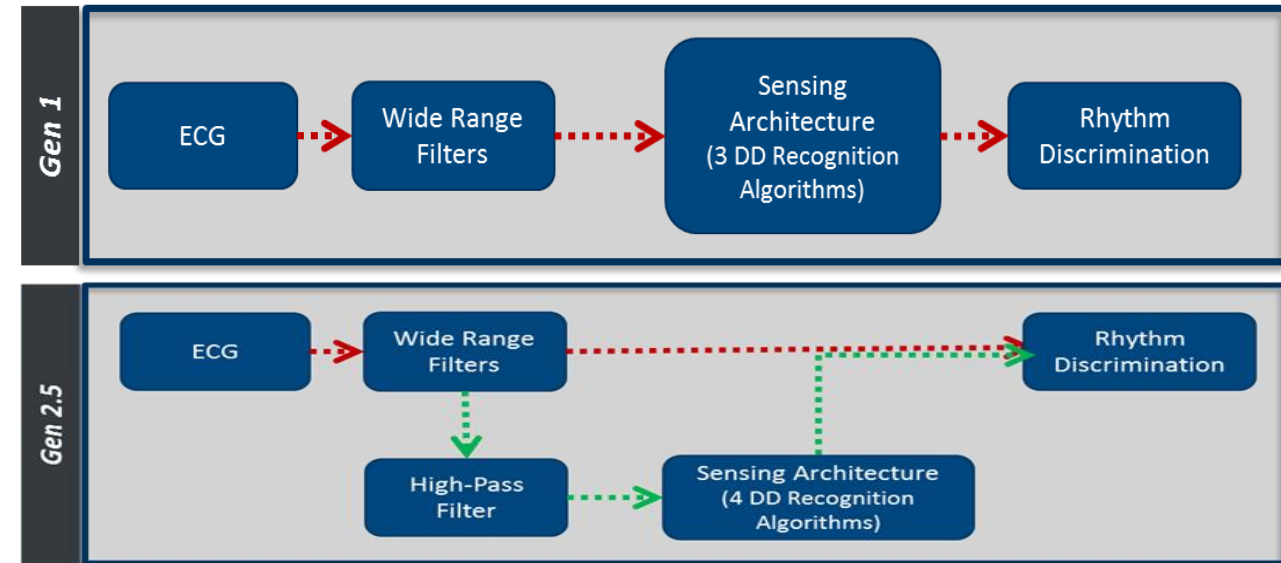 Gen 1
ECG
Wide Range
Filters
Sensing
Architecture
(3 DD Recognition
Algorithms)
Rhythm
Discrimination
Gen 2.5
ECG
Wide Range
Filters
Rhythm
Discrimination
High-Pass
Filter
Sensing Architecture
(4 DD Recognition
Algorithms)